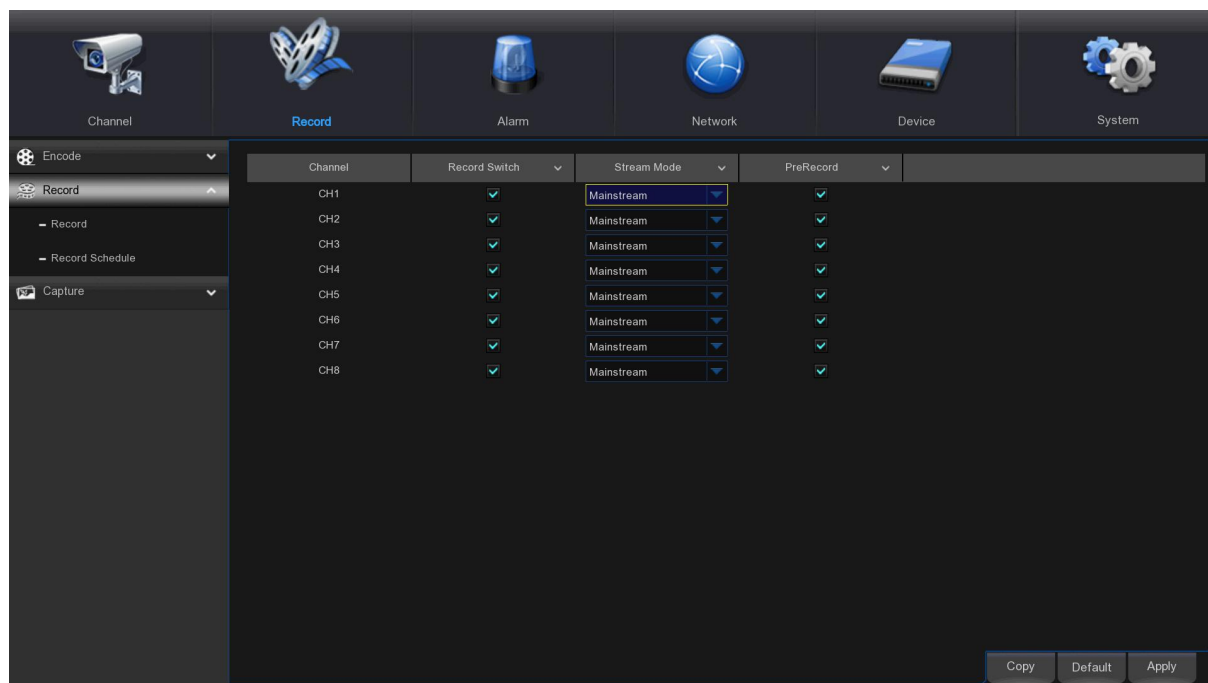 Channel Record Alarm Network Device System
Encode
Record
Record
Record Schedule
Capture
Channel Record Switch Stream Mode PreRecord
CH1 Mainstream
CH2 Mainstream
CH3 Mainstream
CH4 Mainstream
CH5 Mainstream
CH6 Mainstream
CH7 Mainstream
CH8 Mainstream
Copy Default Apply